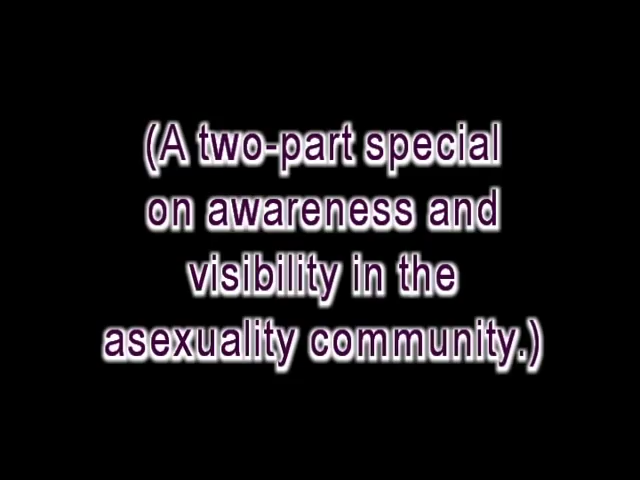 (A two-part special
on awareness and
visibility in the
asexuality community.)